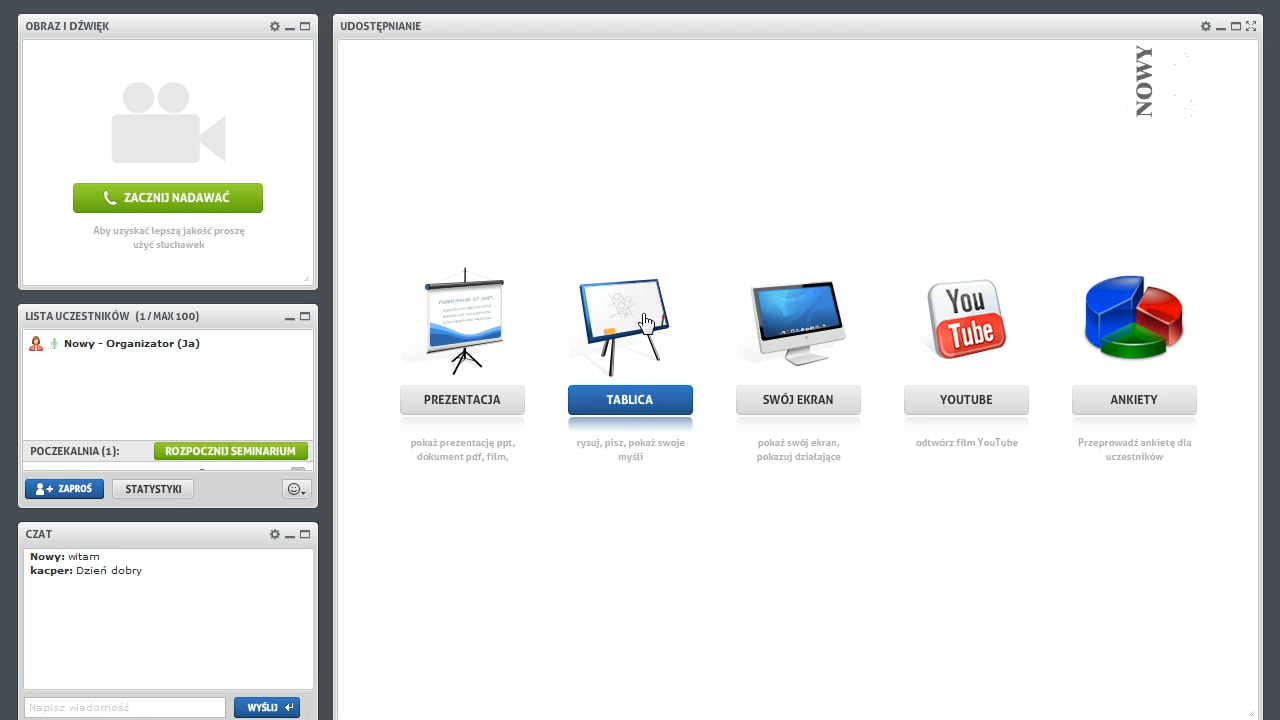 OBRAZ I DŹWIĘK
ZACZNIJ NADAWAĆ
Aby uzyskać lepszą jakość proszę
użyć słuchawek
LISTA UCZESTNIKÓW (1 / MAX 100)
Nowy - Organizator (Ja)
POCZEKALNIA (1):
ROZPOCZNIJ SEMINARIUM
ZAPROŚ
STATYSTYKI
CZAT
Nowy: witam
kacper: Dzień dobry
Napisz wiadomość
WYŚLIJ
UDOSTĘPNIANIE
NOWY
You
Tube
PREZENTACJA
TABLICA
SWÓJ EKRAN
YOUTUBE
ANKIETY
pokaż prezentację ppt,
dokument pdf, film,
rysuj, pisz, pokaż swoje
myśli
pokaż swój ekran,
pokazuj działające
odtwórz film YouTube
Przeprowadź ankietę dla
uczestników